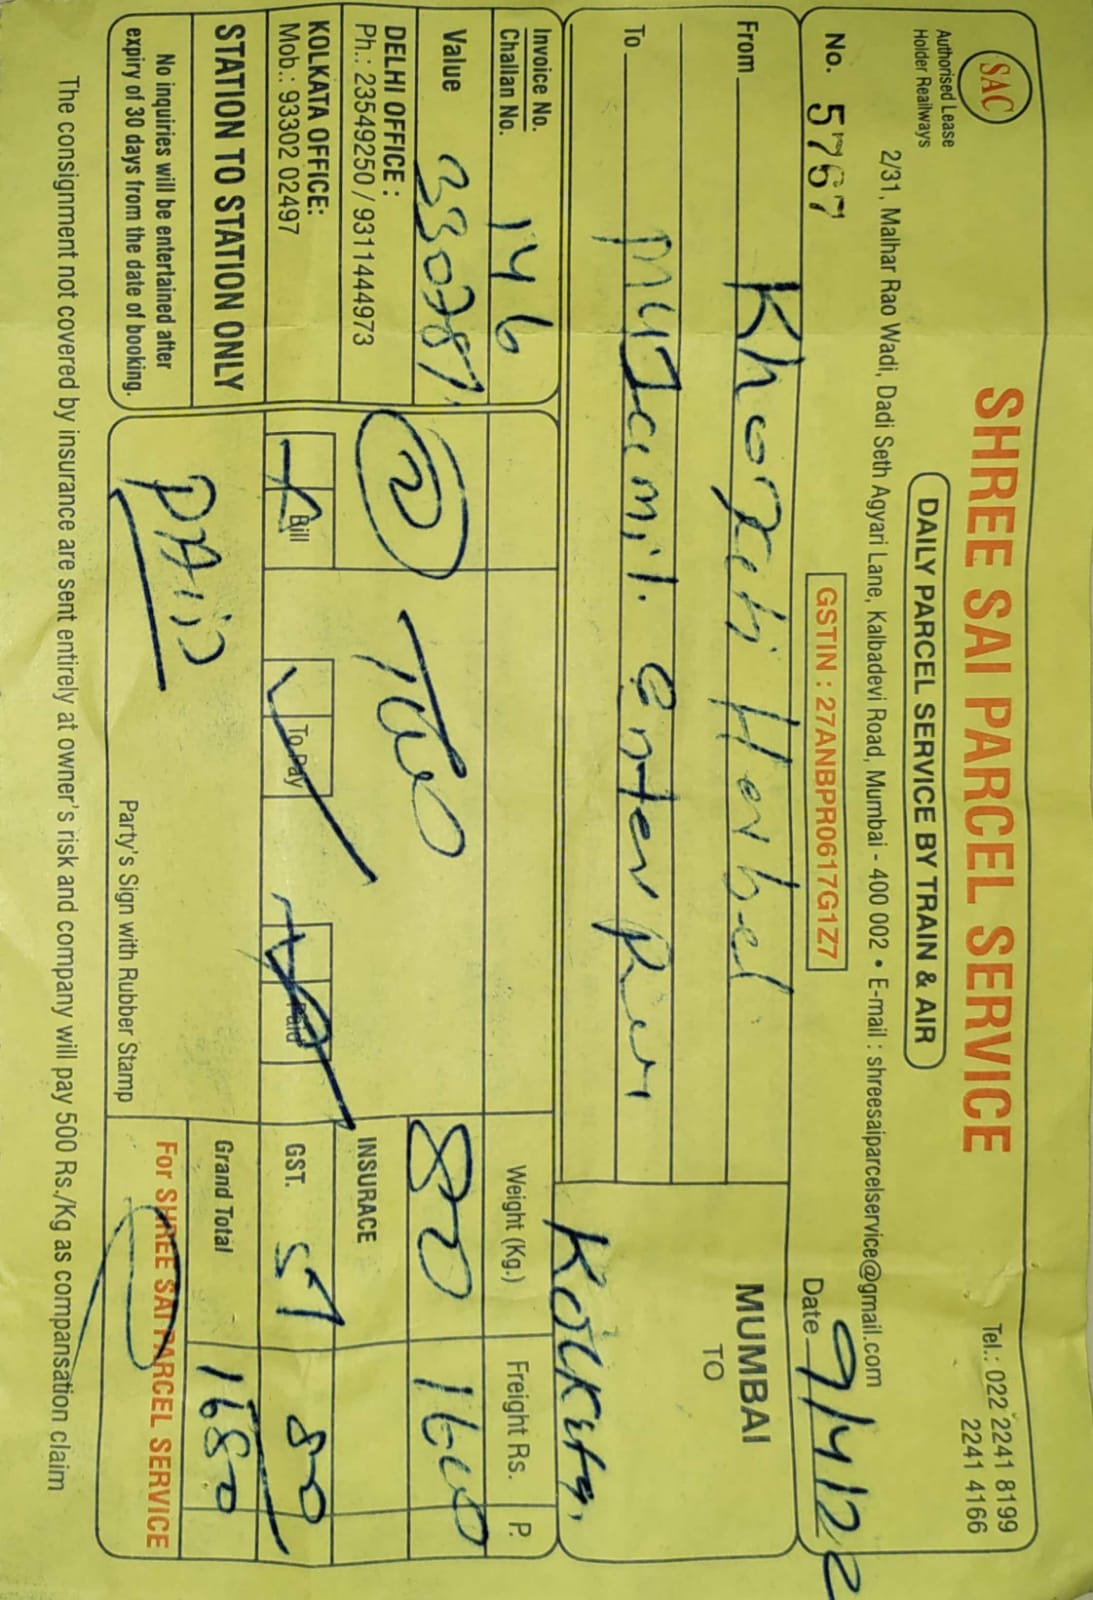 SAC
Authorised Lease
Holder Reailways
SHREE SAI PARCEL SERVICE
Tel.: 022 2241 8199
2241 4166
DAILY PARCEL SERVICE BY TRAIN & AIR
2/31, Malhar Rao Wadi, Dadi Seth Agyari Lane, Kalbadevi Road, Mumbai - 400 002 • E-mail : shreesaiparcelservice@gmail.com
No. 5767
GSTIN : 27ANBPR0617G1Z7
Date 9/4/22
From Herbal
MUMBAI
TO
To
Invoice No.
Challan No. 146
Weight (Kg.)
Freight Rs.
P.
Value
2
Two
80
1600
DELHI OFFICE :
Ph.: 23549250 / 9311444973
INSURACE
KOLKATA OFFICE:
Mob.: 93302 02497
Bill
To Pay
Paid
GST. 5% 80
STATION TO STATION ONLY
Grand Total 1680
PAID
No inquiries will be entertained after
expiry of 30 days from the date of booking.
Party's Sign with Rubber Stamp
For SHREE SAI PARCEL SERVICE
The consignment not covered by insurance are sent entirely at owner's risk and company will pay 500 Rs./Kg as compansation claim